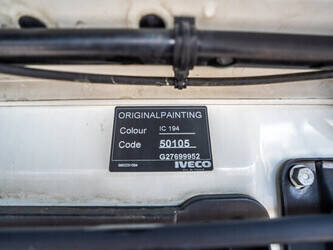 ORIGINALPAINTING
Colour IC 194
Code 50105
G27699952
IVECO